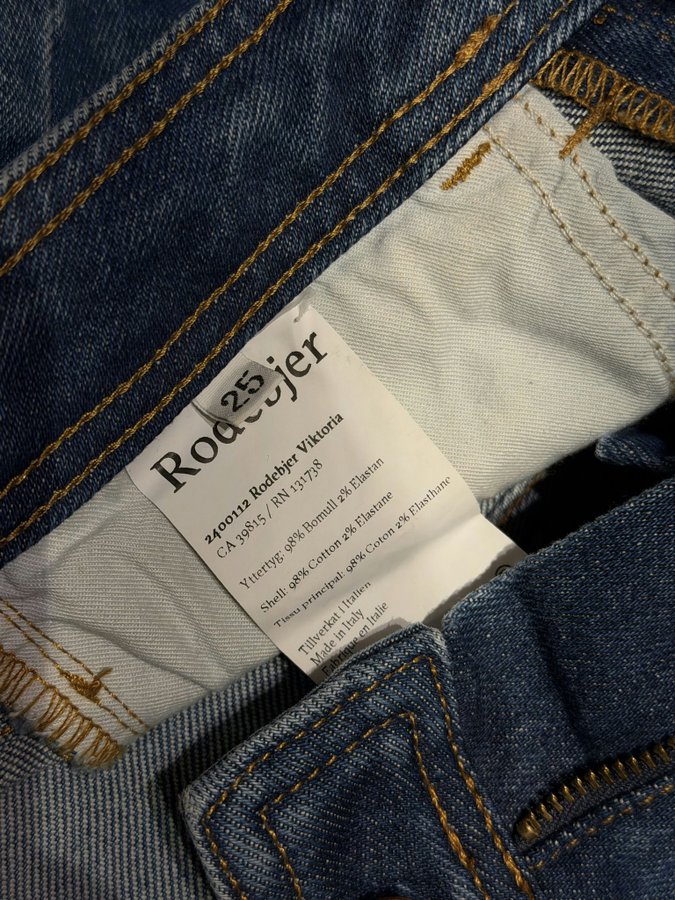 25
Rodebjer
2400112 Rodebjer Viktoria
CA 39815 / RN 131738
Yttertyg: 98% Bomull 2% Elastan
Shell: 98% Cotton 2% Elastane
Tissu principal: 98% Coton 2% Elasthane
Tillverkat i Italien
Made in Italy
Fabriqué en Italie